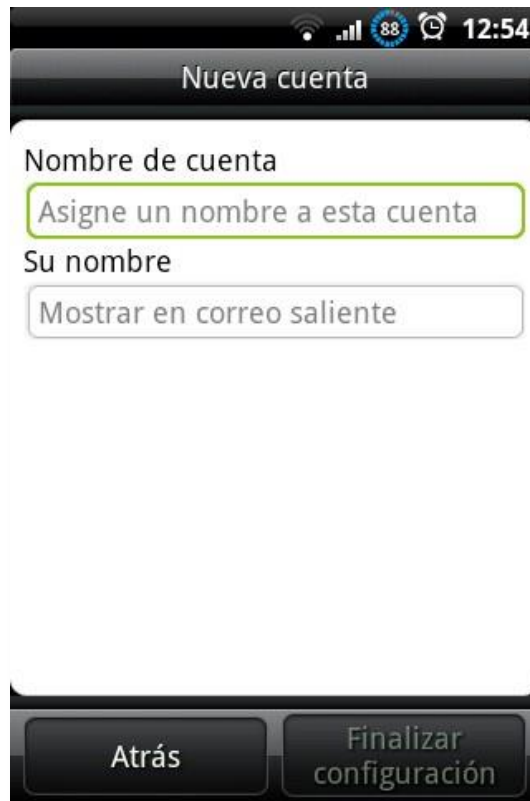 88 12:54
Nueva cuenta
Nombre de cuenta
Asigne un nombre a esta cuenta
Su nombre
Mostrar en correo saliente
Atrás
Finalizar
configuración